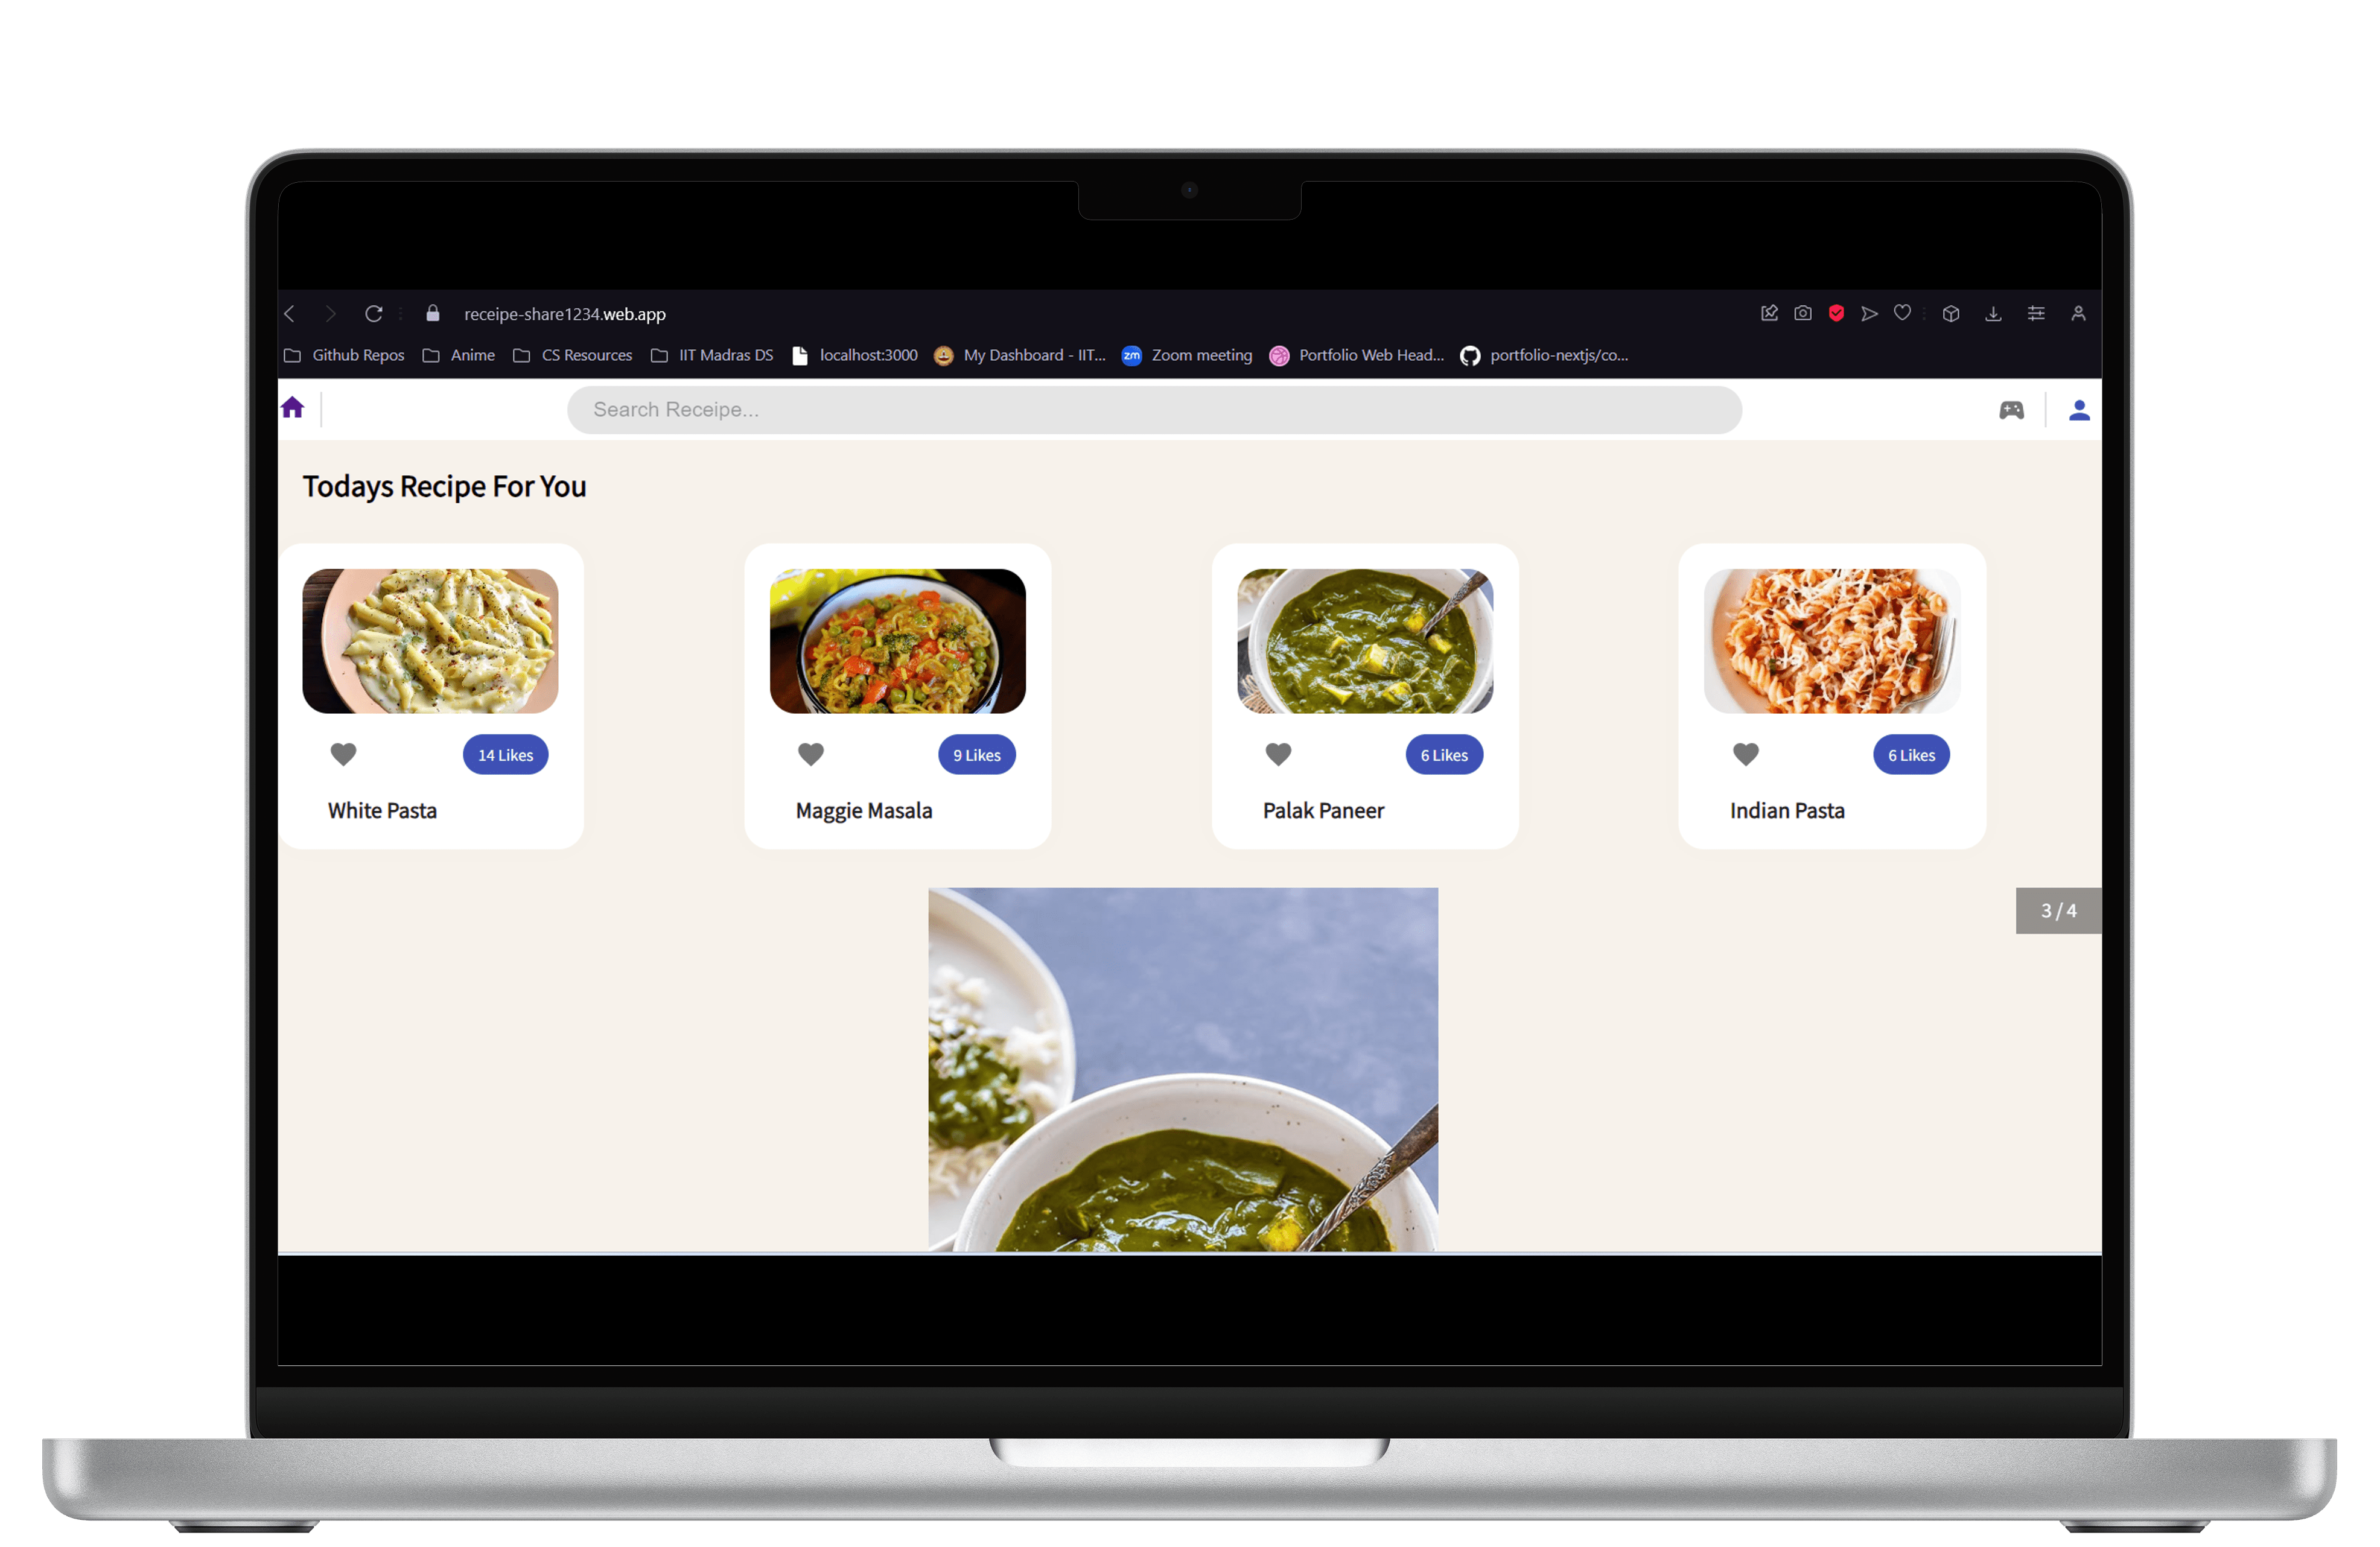 receipe-share1234.web.app
Github Repos Anime CS Resources IIT Madras DS localhost:3000 My Dashboard - IIT... zm Zoom meeting Portfolio Web Head... portfolio-nextjs/co...
Search Receipe...
Todays Recipe For You
14 Likes 9 Likes 6 Likes 6 Likes
White Pasta Maggie Masala Palak Paneer Indian Pasta
3 / 4